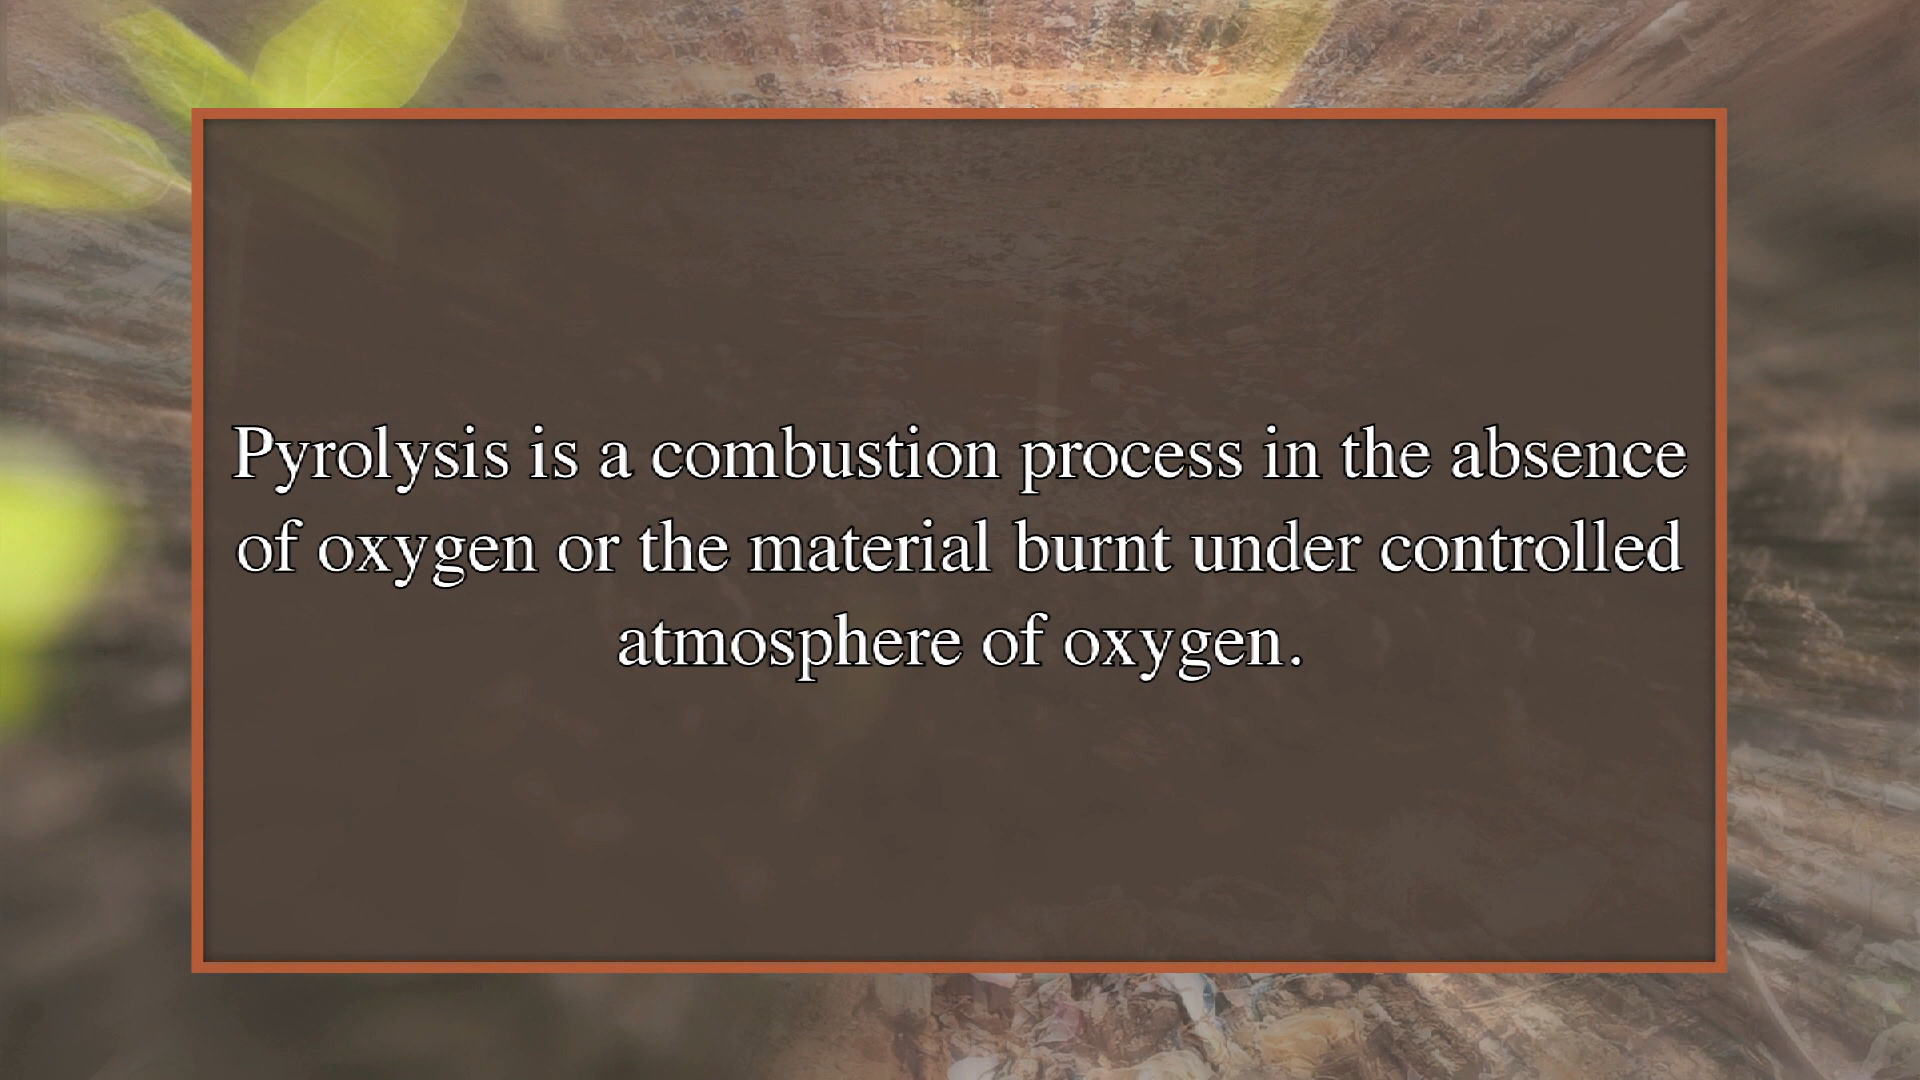 Pyrolysis is a combustion process in the absence
of oxygen or the material burnt under controlled
atmosphere of oxygen.